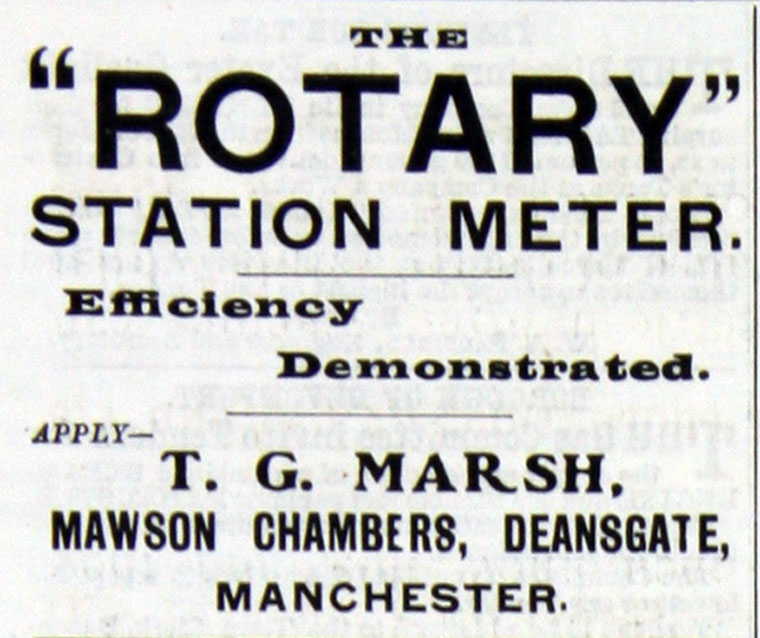 THE
“ROTARY”
STATION METER.
Efficiency
Demonstrated.
APPLY—
T. G. MARSH,
MAWSON CHAMBERS, DEANSGATE,
MANCHESTER.